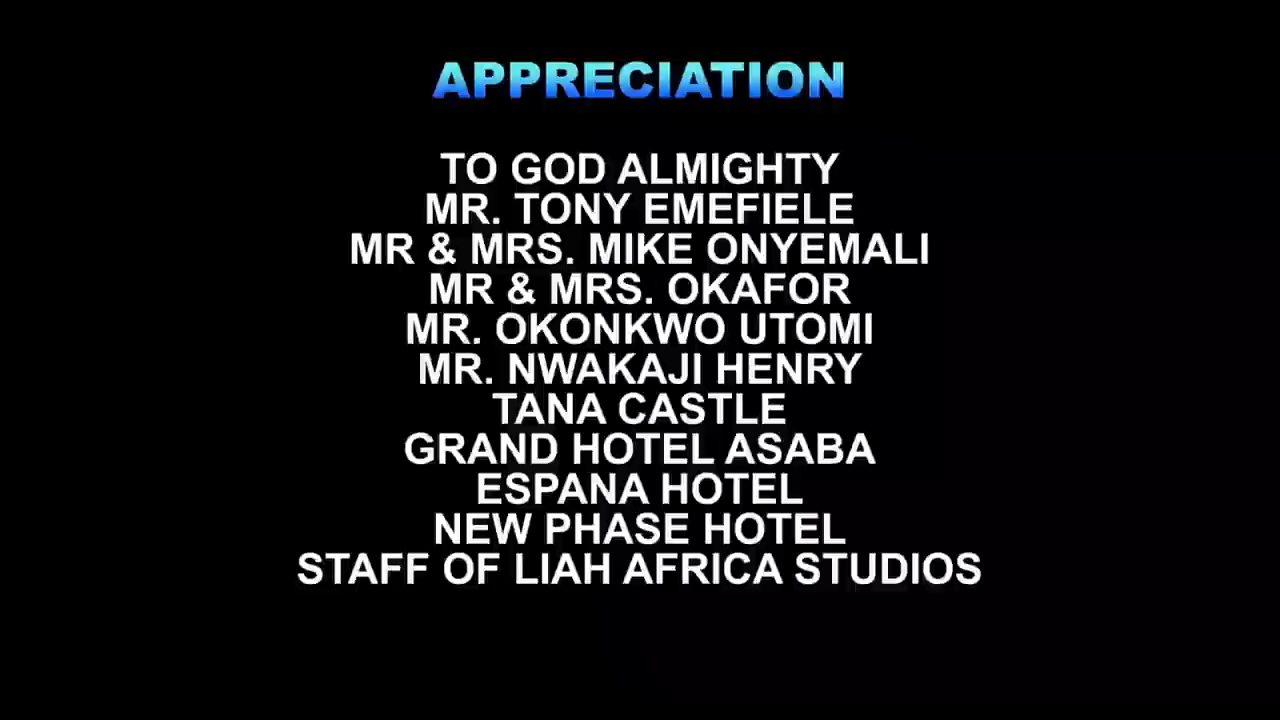 APPRECIATION
TO GOD ALMIGHTY
MR. TONY EMEFIELE
MR & MRS. MIKE ONYEMALI
MR & MRS. OKAFOR
MR. OKONKWO UTOMI
MR. NWAKAJI HENRY
TANA CASTLE
GRAND HOTEL ASABA
ESPANA HOTEL
NEW PHASE HOTEL
STAFF OF LIAH AFRICA STUDIOS